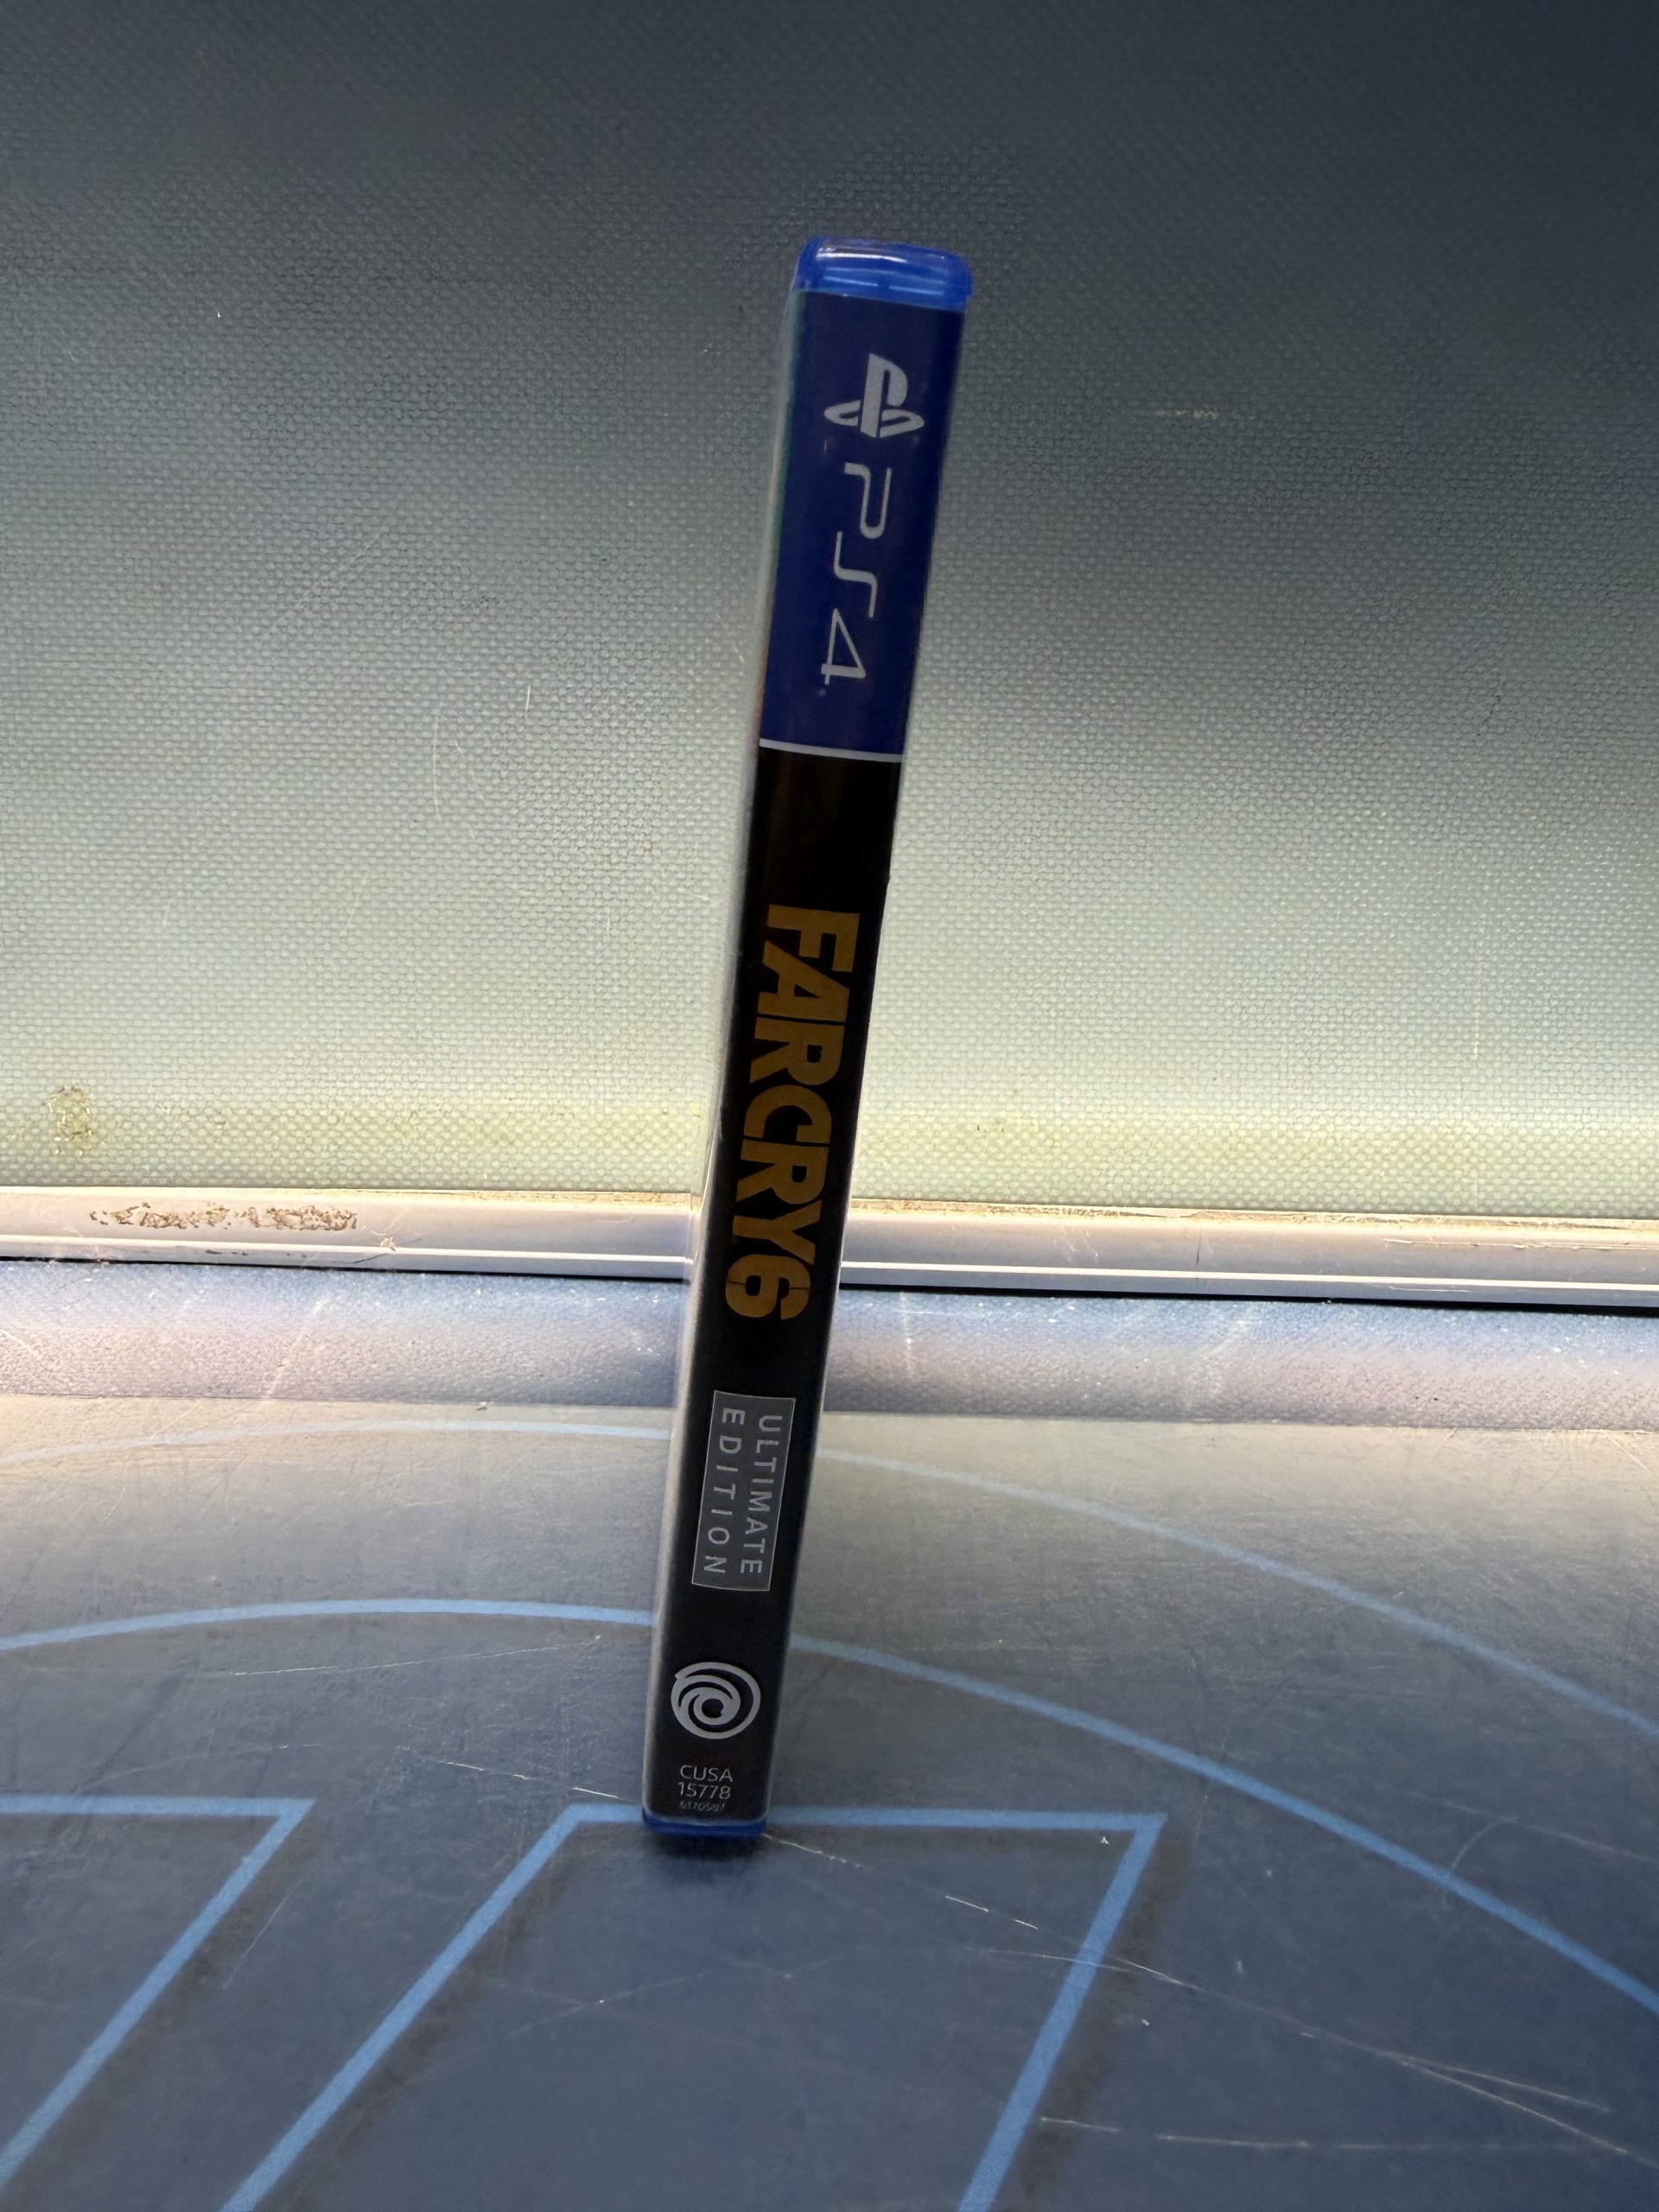 PS4
FARCRY6
ULTIMATE
EDITION
CUSA
15778